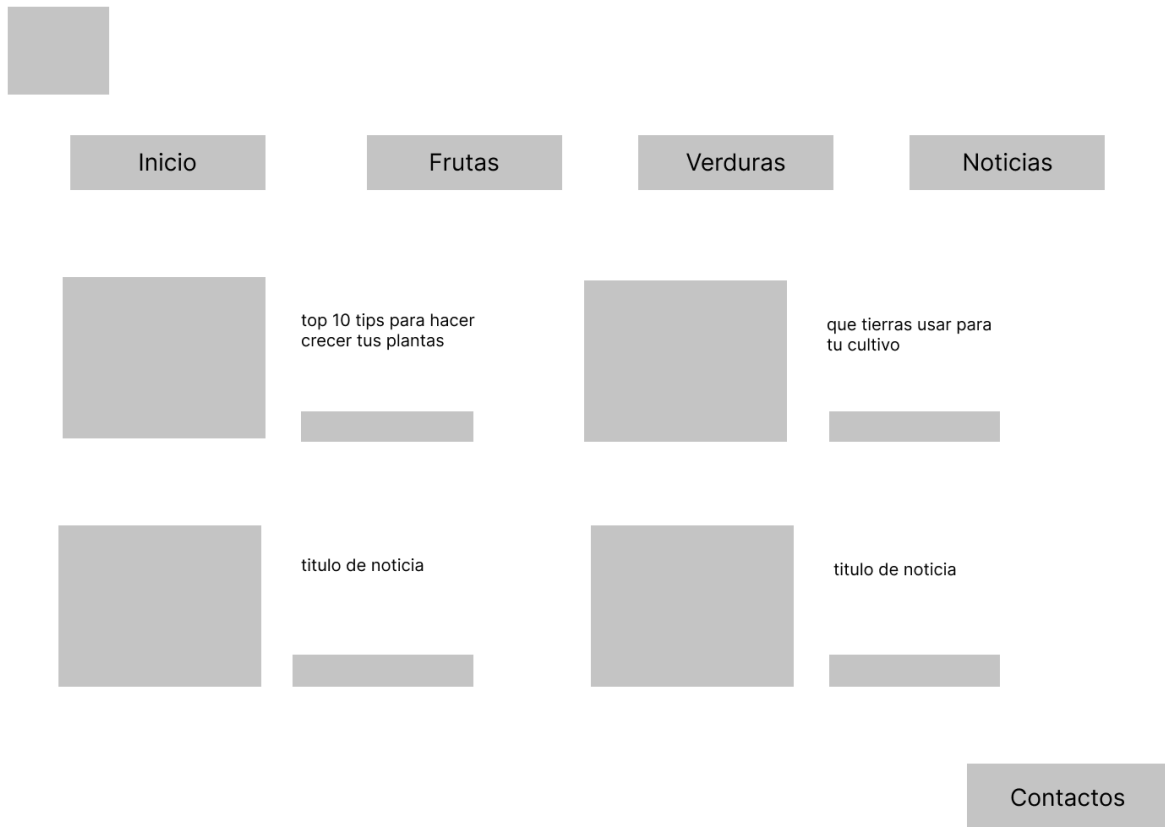 Inicio
Frutas
Verduras
Noticias
top 10 tips para hacer
crecer tus plantas
que tierras usar para
tu cultivo
titulo de noticia
titulo de noticia
Contactos